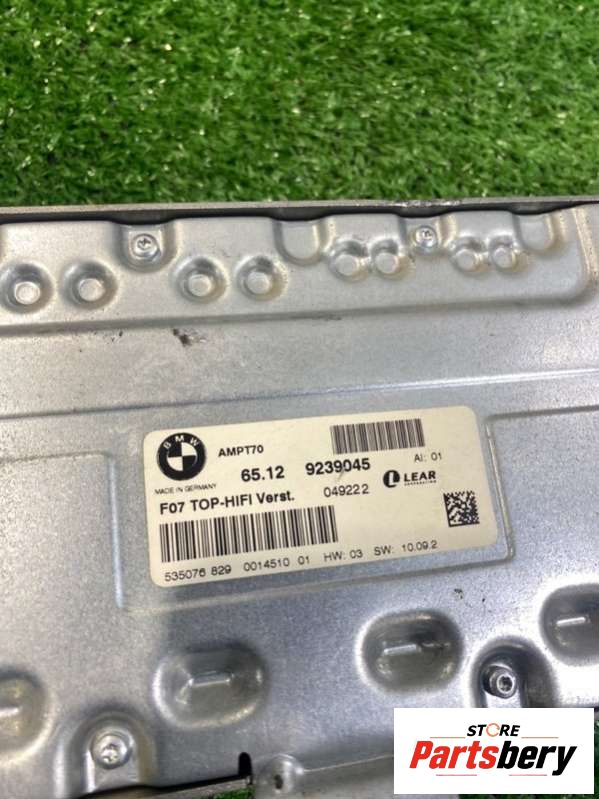 BMW
AMPT70
MADE IN GERMANY
65.12 9239045
AI: 01
F07 TOP-HIFI Verst.
049222
LEAR
CORPORATION
535076 829 0014510 01 HW: 03 SW: 10.09.2
STORE
Partsbery